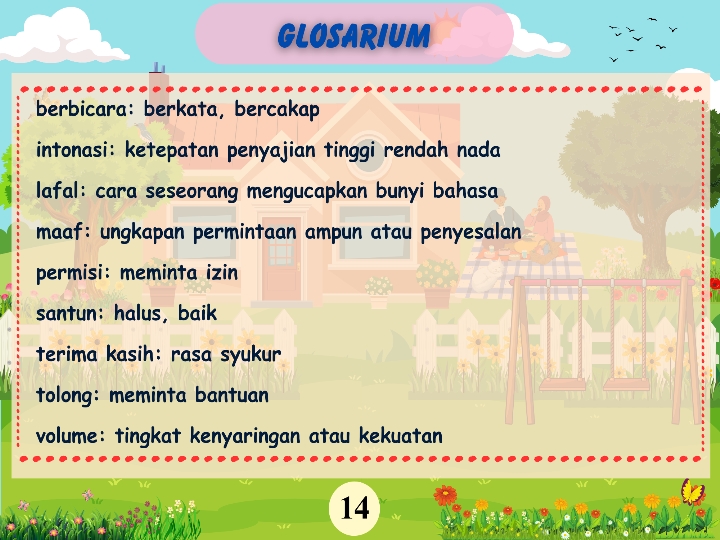 GLOSARIUM
berbicara: berkata, bercakap
intonasi: ketepatan penyajian tinggi rendah nada
lafal: cara seseorang mengucapkan bunyi bahasa
maaf: ungkapan permintaan ampun atau penyesalan
permisi: meminta izin
santun: halus, baik
terima kasih: rasa syukur
tolong: meminta bantuan
volume: tingkat kenyaringan atau kekuatan
14